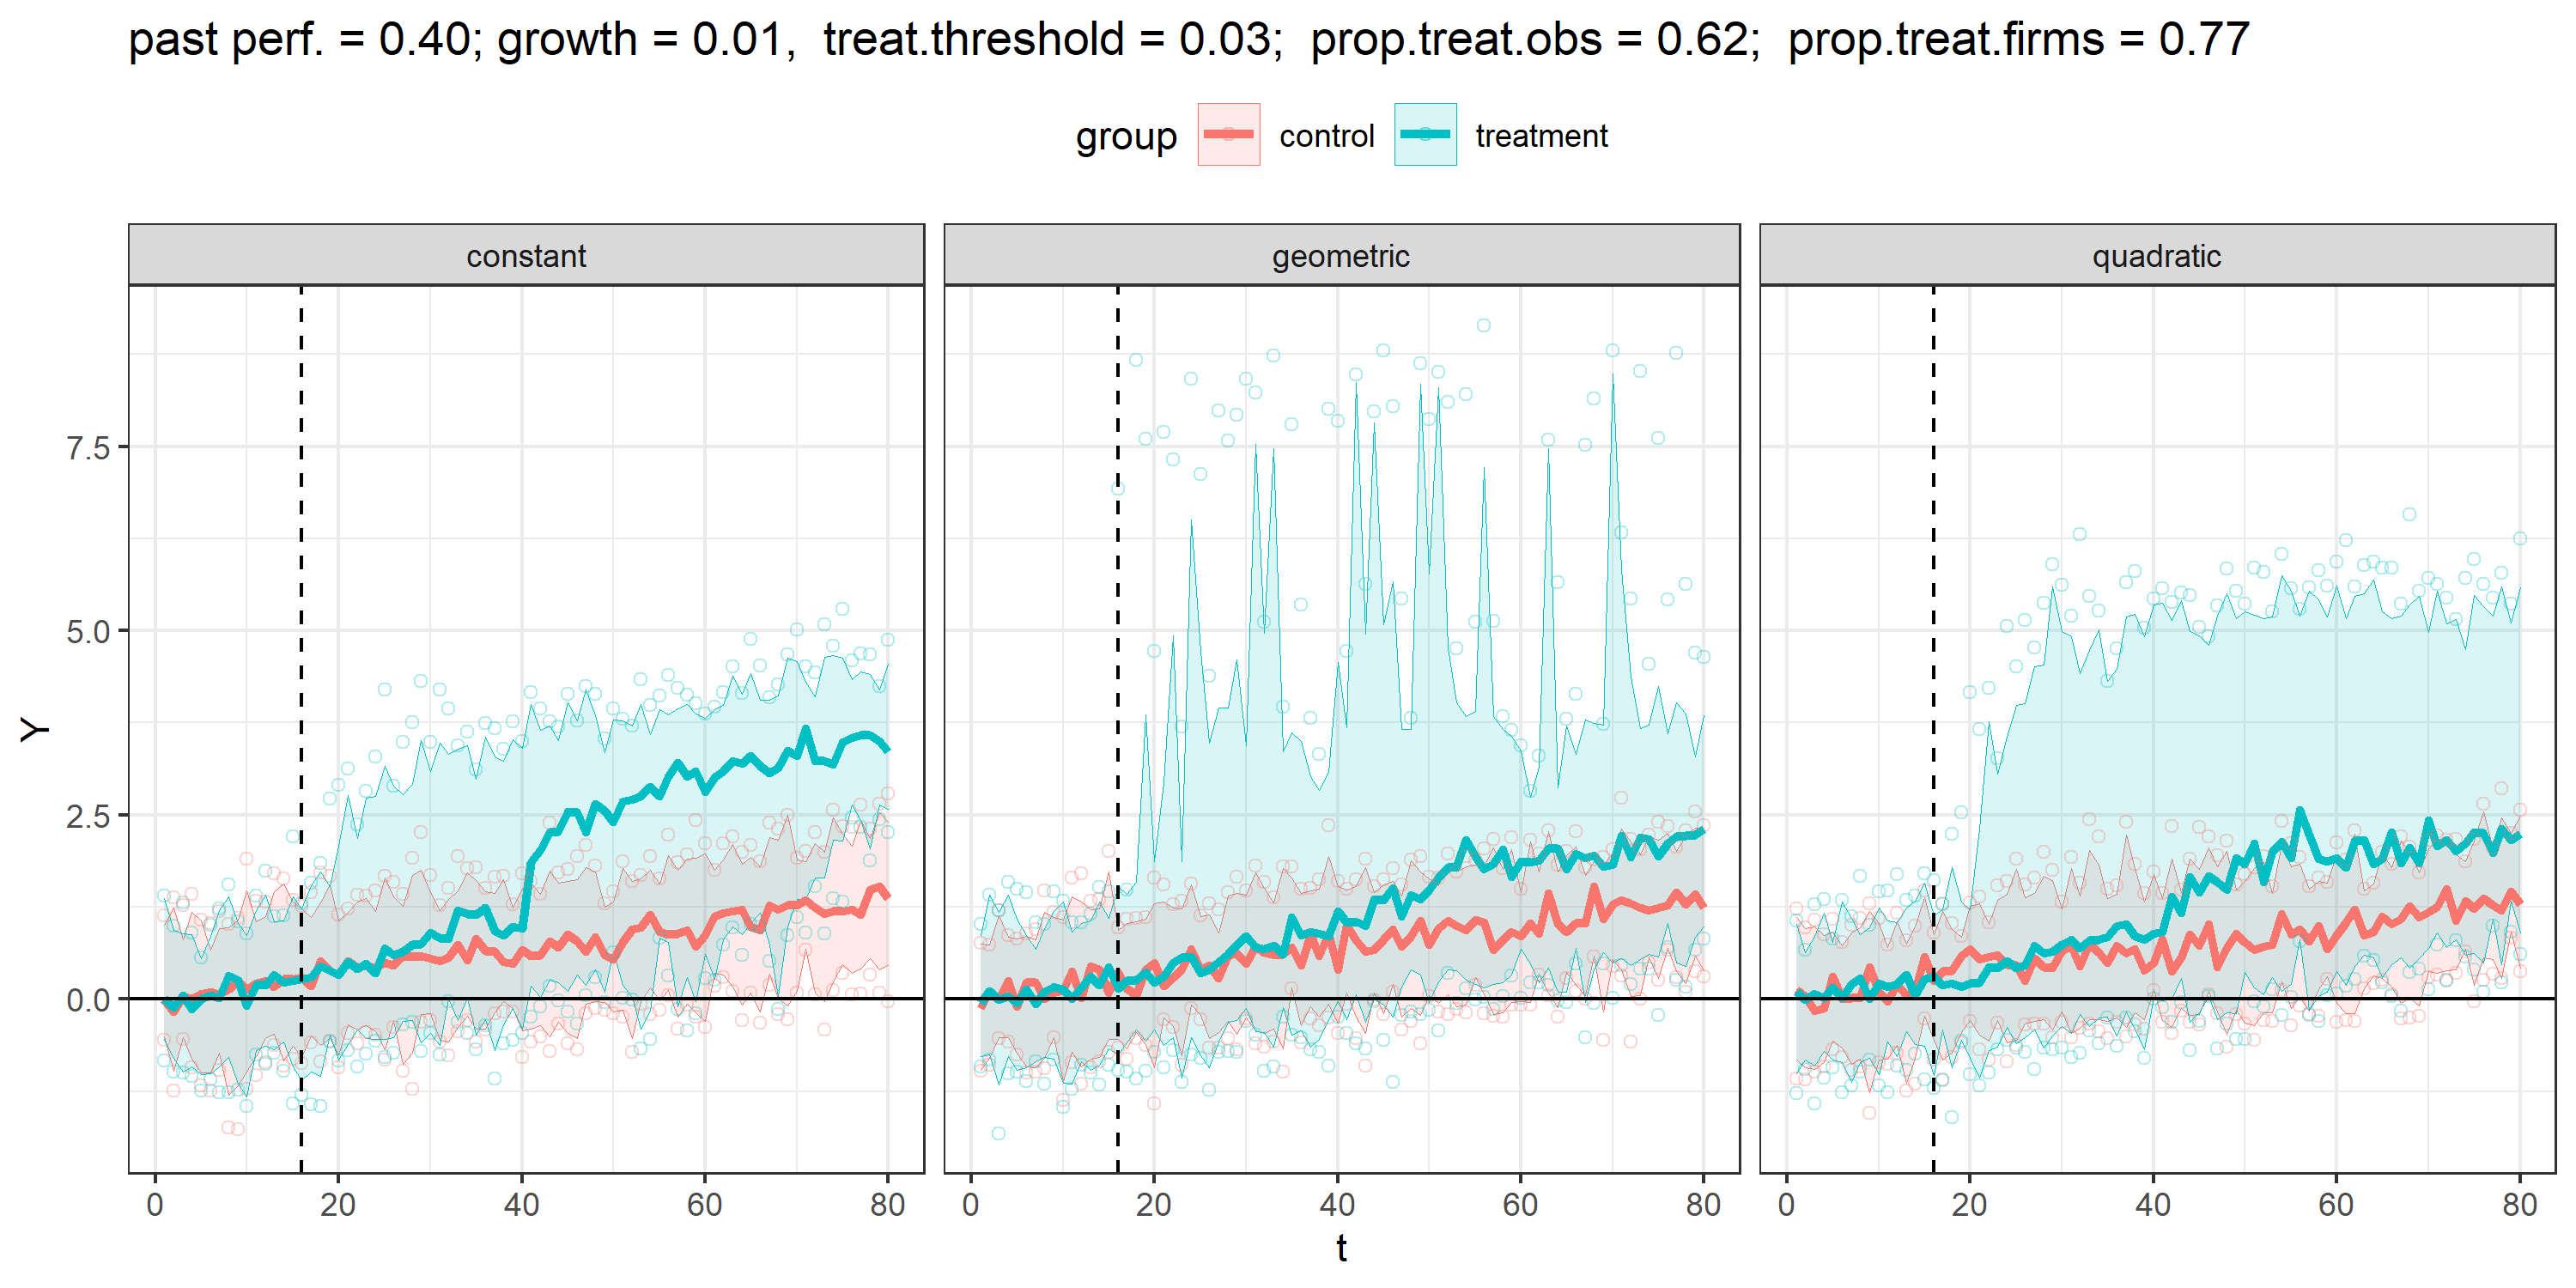 past perf. = 0.40; growth = 0.01,  treat.threshold = 0.03;  prop.treat.obs = 0.62;  prop.treat.firms = 0.77
group control treatment
constant geometric quadratic
Y
7.5
5.0
2.5
0.0
0 20 40 60 80 0 20 40 60 80 0 20 40 60 80
t